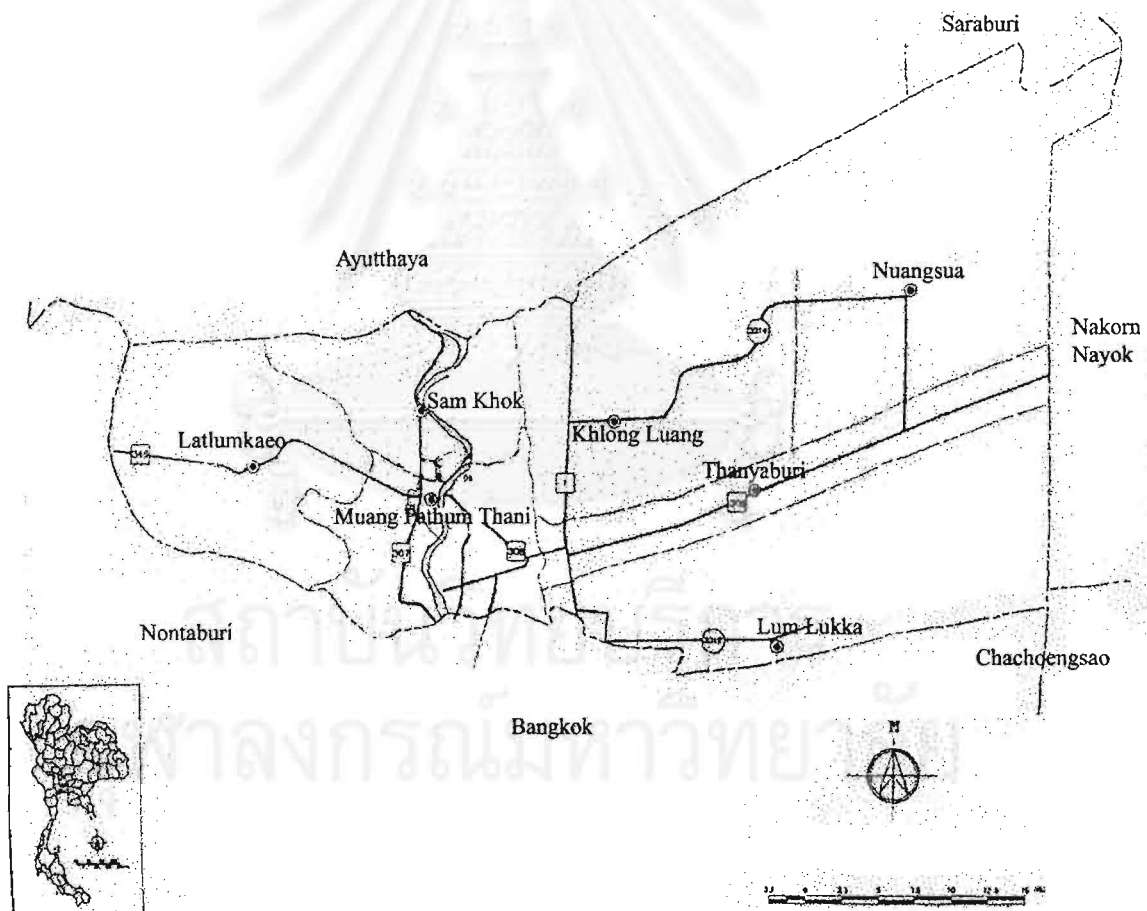 Saraburi
Ayutthaya
Nuangsua
Nakorn
Nayok
Sam Khok
Khlong Luang
Latlumkaeo
Thanyaburi
Muang Pathum Thani
307
Lum Lukka
Nontaburi
Chachoengsao
Bangkok
N